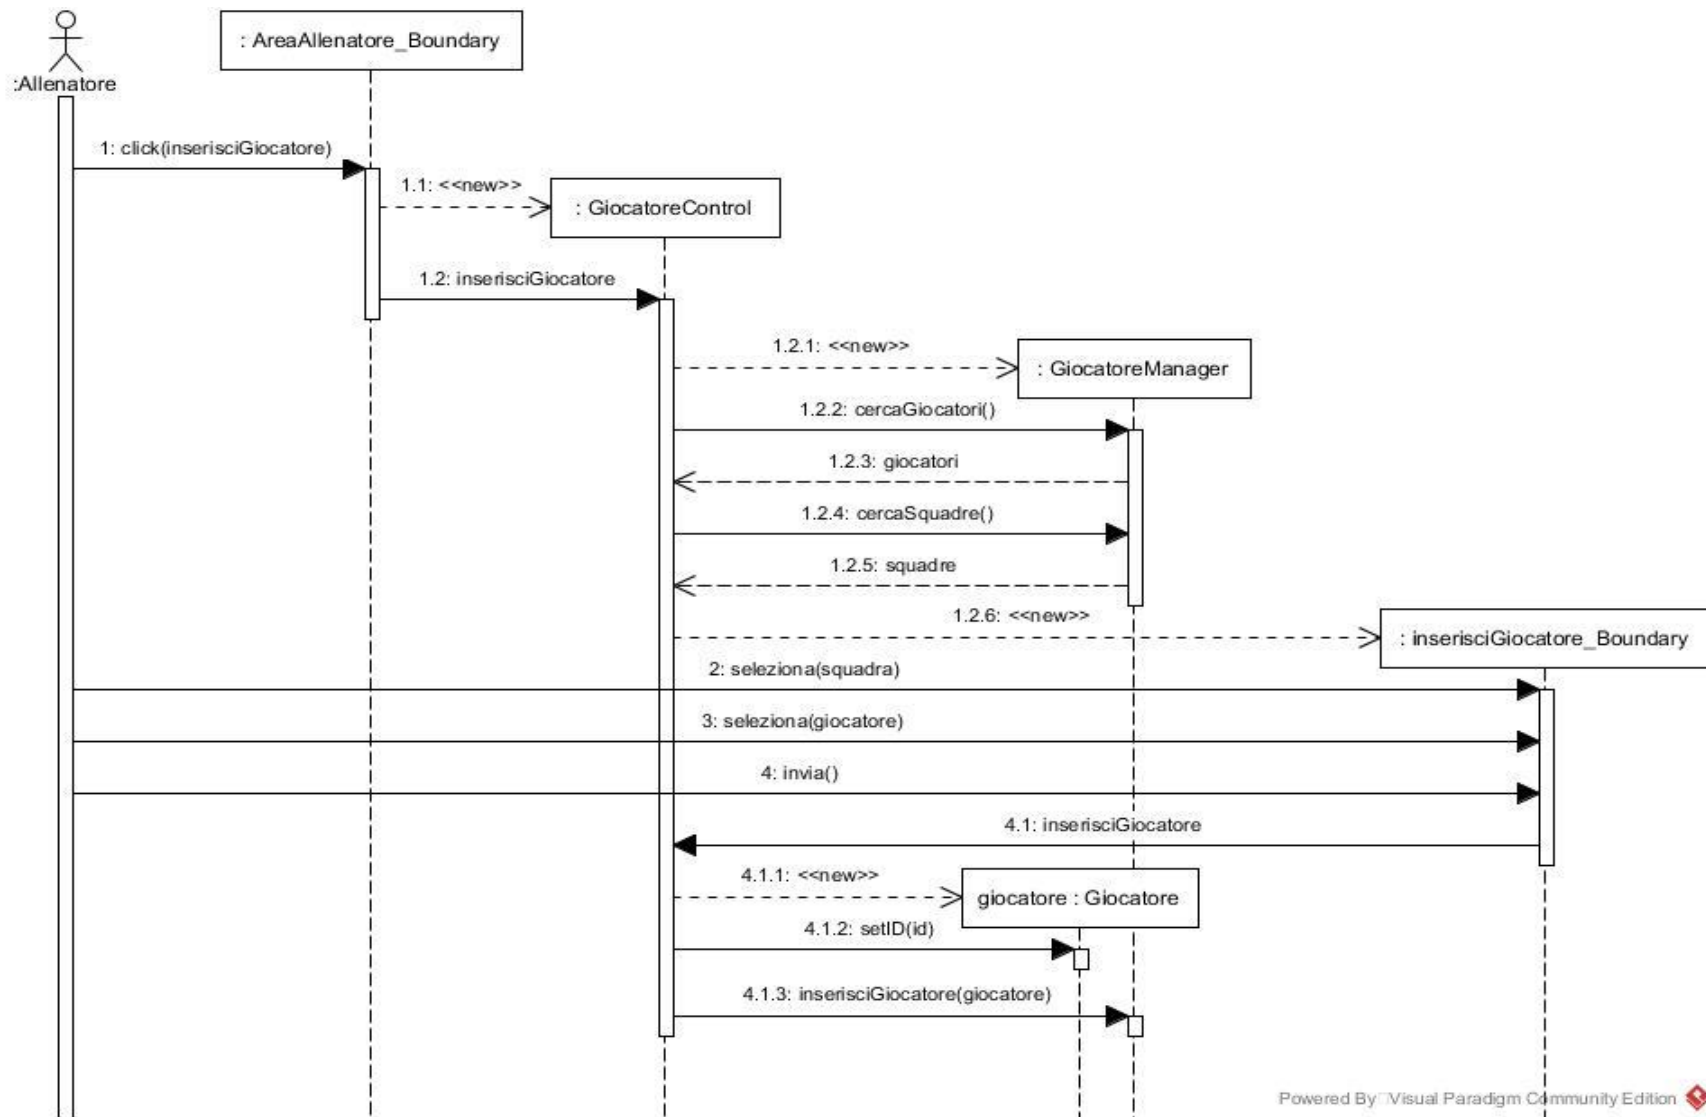 : AreaAllenatore_Boundary
:Allenatore
1: click(inserisciGiocatore)
1.1: <<new>>
: GiocatoreControl
1.2: inserisciGiocatore
1.2.1: <<new>>
: GiocatoreManager
1.2.2: cercaGiocatori()
1.2.3: giocatori
1.2.4: cercaSquadre()
1.2.5: squadre
1.2.6: <<new>>
: inserisciGiocatore_Boundary
2: seleziona(squadra)
3: seleziona(giocatore)
4: invia()
4.1: inserisciGiocatore
4.1.1: <<new>>
giocatore : Giocatore
4.1.2: setID(id)
4.1.3: inserisciGiocatore(giocatore)
Powered By Visual Paradigm Community Edition